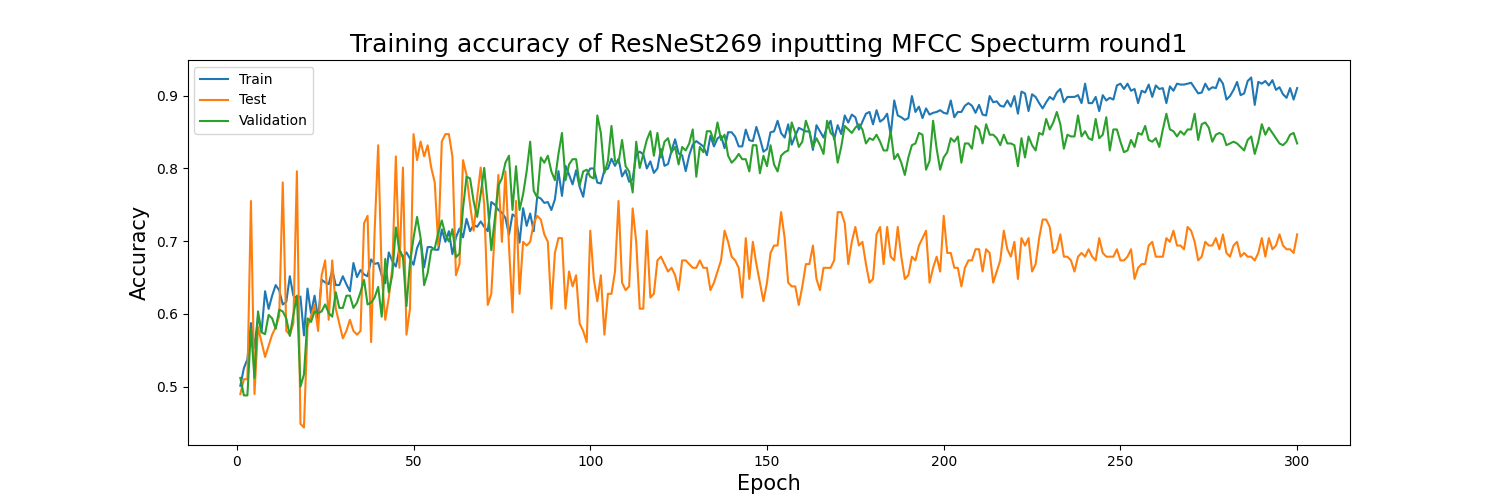 Training accuracy of ResNeSt269 inputting MFCC Specturm round1
Train
Test
Validation
Accuracy
0.9
0.8
0.7
0.6
0.5
0 50 100 150 200 250 300
Epoch